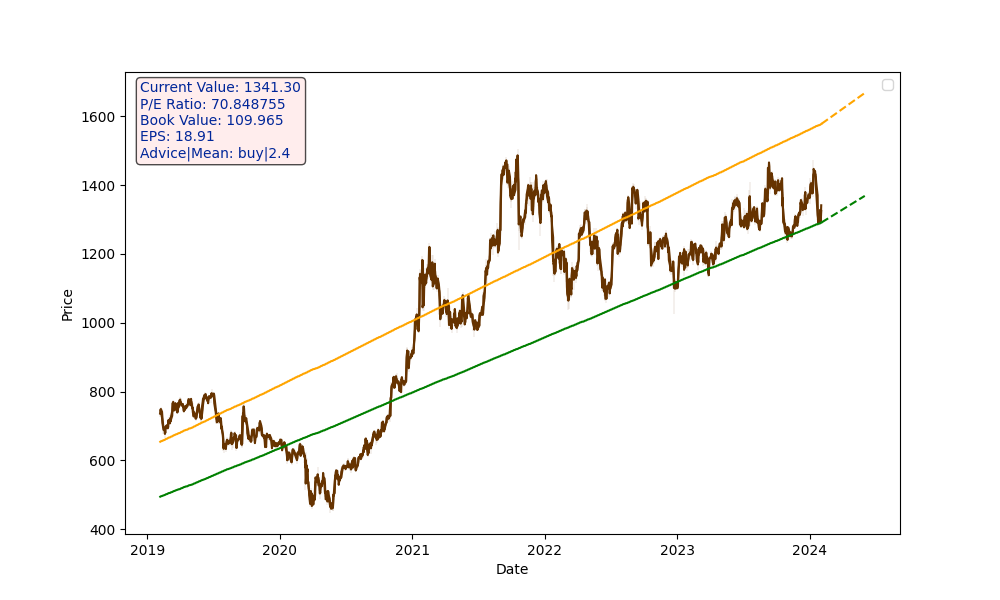 Current Value: 1341.30
P/E Ratio: 70.848755
Book Value: 109.965
EPS: 18.91
Advice|Mean: buy|2.4
1600
1400
1200
1000
800
600
400
Price
2019
2020
2021
2022
2023
2024
Date